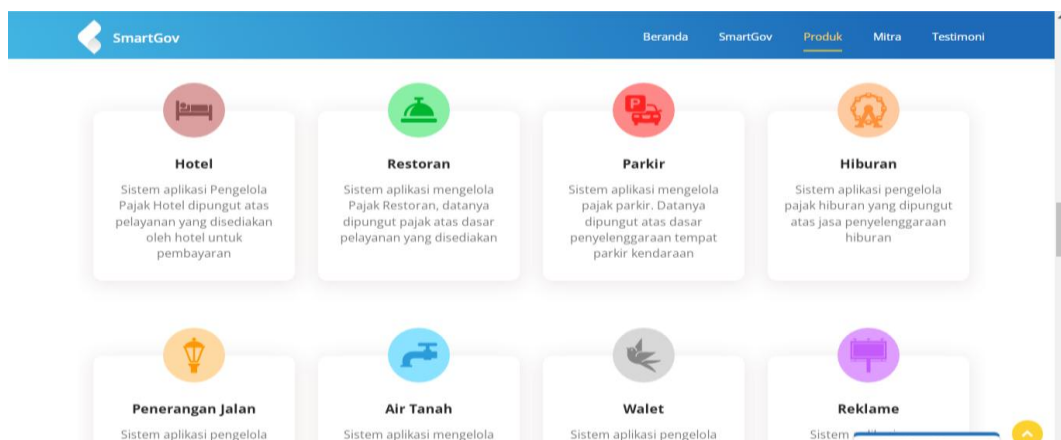 SmartGov
Beranda SmartGov Produk Mitra Testimoni
P
Hotel
Sistem aplikasi Pengelola
Pajak Hotel dipungut atas
pelayanan yang disediakan
oleh hotel untuk
pembayaran
Restoran
Sistem aplikasi mengelola
Pajak Restoran, datanya
dipungut pajak atas dasar
pelayanan yang disediakan
Parkir
Sistem aplikasi mengelola
pajak parkir. Datanya
dipungut atas dasar
penyelenggaraan tempat
parkir kendaraan
Hiburan
Sistem aplikasi pengelola
pajak hiburan yang dipungut
atas jasa penyelenggaraan
hiburan
Penerangan Jalan
Sistem aplikasi pengelola
Air Tanah
Sistem aplikasi mengelola
Walet
Sistem aplikasi pengelola
Reklame
Sistem